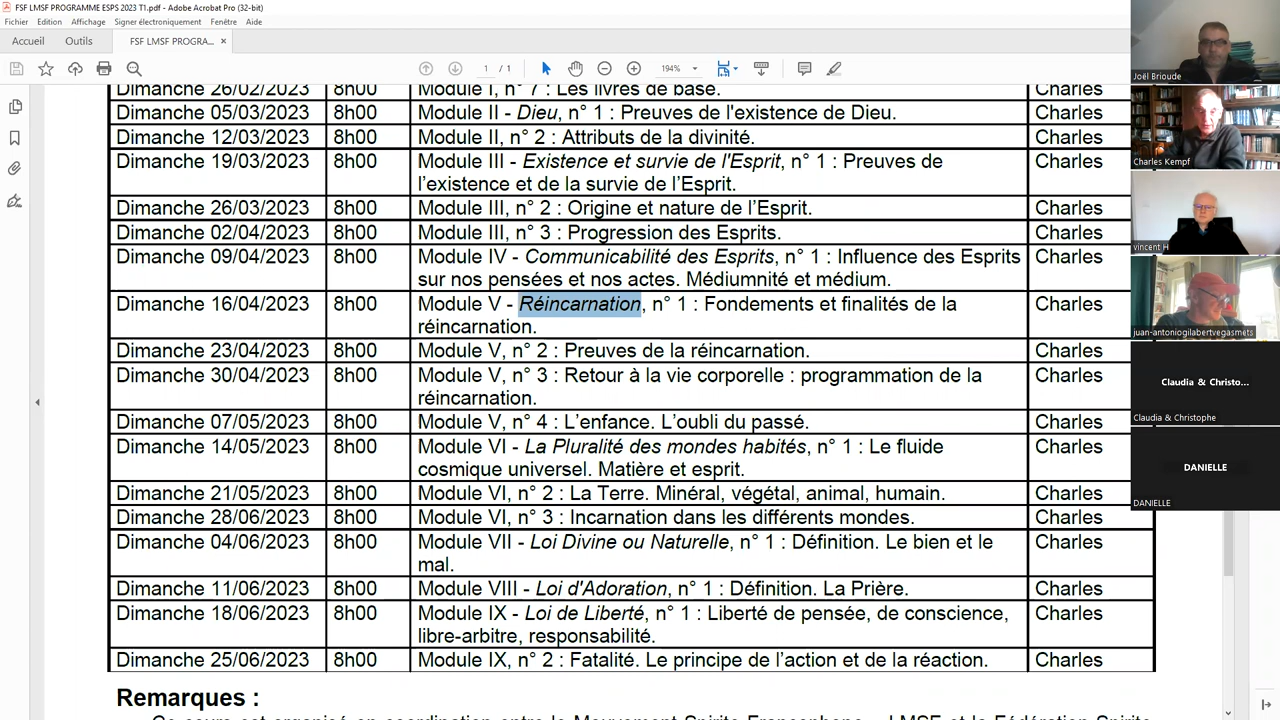 FSF LMSF PROGRAMME ESPS 2023 T1.pdf - Adobe Acrobat Pro (32-bit)
Fichier Edition Affichage Signer électroniquement Fenêtre Aide
Accueil Outils FSF LMSF PROGRA... ×
1 / 1 194%
Dimanche 26/02/2023 8h00 Module I, n° 7 : Les livres de base. Charles
Dimanche 05/03/2023 8h00 Module II - Dieu, n° 1 : Preuves de l'existence de Dieu. Charles
Dimanche 12/03/2023 8h00 Module II, n° 2 : Attributs de la divinité. Charles
Dimanche 19/03/2023 8h00 Module III - Existence et survie de l'Esprit, n° 1 : Preuves de Charles
l’existence et de la survie de l’Esprit.
Dimanche 26/03/2023 8h00 Module III, n° 2 : Origine et nature de l’Esprit. Charles
Dimanche 02/04/2023 8h00 Module III, n° 3 : Progression des Esprits. Charles
Dimanche 09/04/2023 8h00 Module IV - Communicabilité des Esprits, n° 1 : Influence des Esprits Charles
sur nos pensées et nos actes. Médiumnité et médium.
Dimanche 16/04/2023 8h00 Module V - Réincarnation, n° 1 : Fondements et finalités de la Charles
réincarnation.
Dimanche 23/04/2023 8h00 Module V, n° 2 : Preuves de la réincarnation. Charles
Dimanche 30/04/2023 8h00 Module V, n° 3 : Retour à la vie corporelle : programmation de la Charles
réincarnation.
Dimanche 07/05/2023 8h00 Module V, n° 4 : L’enfance. L’oubli du passé. Charles
Dimanche 14/05/2023 8h00 Module VI - La Pluralité des mondes habités, n° 1 : Le fluide Charles
cosmique universel. Matière et esprit.
Dimanche 21/05/2023 8h00 Module VI, n° 2 : La Terre. Minéral, végétal, animal, humain. Charles
Dimanche 28/06/2023 8h00 Module VI, n° 3 : Incarnation dans les différents mondes. Charles
Dimanche 04/06/2023 8h00 Module VII - Loi Divine ou Naturelle, n° 1 : Définition. Le bien et le Charles
mal.
Dimanche 11/06/2023 8h00 Module VIII - Loi d'Adoration, n° 1 : Définition. La Prière. Charles
Dimanche 18/06/2023 8h00 Module IX - Loi de Liberté, n° 1 : Liberté de pensée, de conscience, Charles
libre-arbitre, responsabilité.
Dimanche 25/06/2023 8h00 Module IX, n° 2 : Fatalité. Le principe de l’action et de la réaction. Charles
Remarques :
Ce cours est organisé en coordination entre le Mouvement Spirite Francophone – LMSF et la Fédération Spirite
Joël Brioude
Charles Kempf
vincent H
juan-antoniogilabertvegasmets
Claudia & Christo...
Claudia & Christophe
DANIELLE
DANIELLE